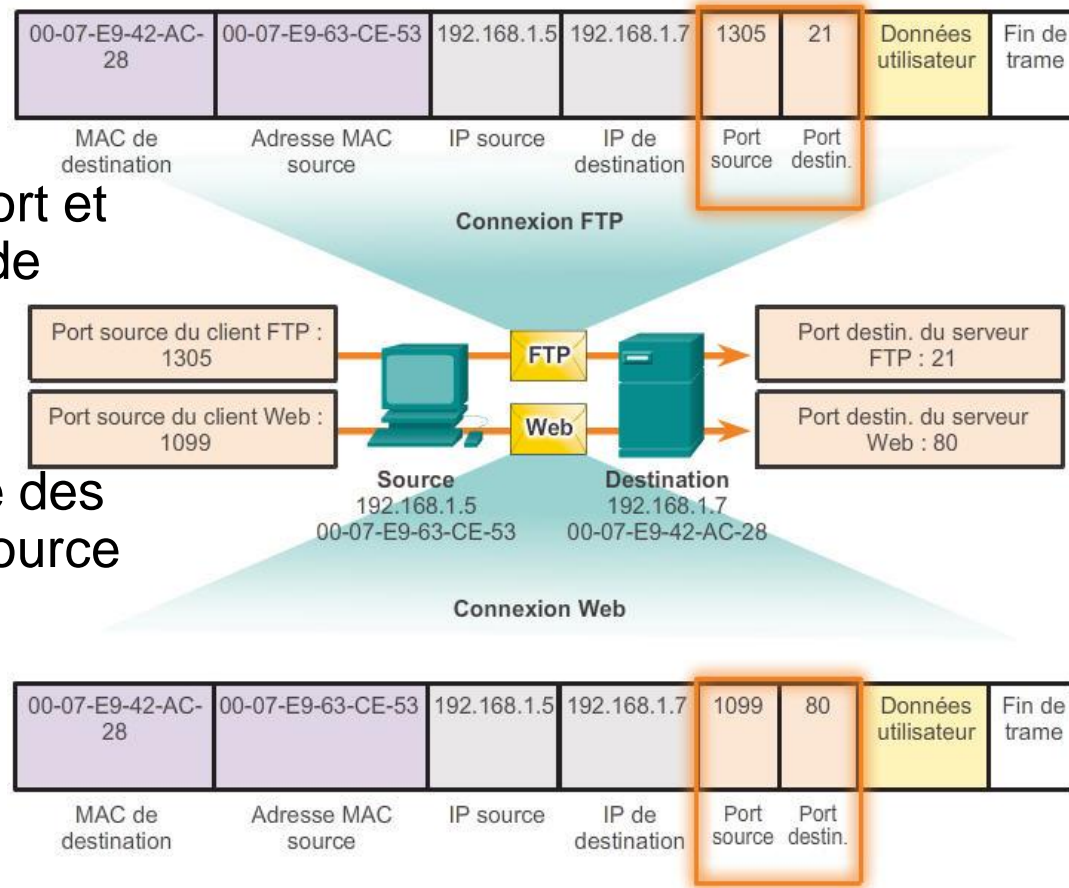 00-07-E9-42-AC-
28
00-07-E9-63-CE-53
192.168.1.5
192.168.1.7
1305
21
Données
utilisateur
Fin de
trame
MAC de
destination
Adresse MAC
source
IP source
IP de
destination
Port
source
Port
destin.
ort et
de
Connexion FTP
Port source du client FTP :
1305
FTP
Port destin. du serveur
FTP : 21
Port source du client Web :
1099
Web
Port destin. du serveur
Web : 80
e des
ource
Source
192.168.1.5
00-07-E9-63-CE-53
Destination
192.168.1.7
00-07-E9-42-AC-28
Connexion Web
00-07-E9-42-AC-
28
00-07-E9-63-CE-53
192.168.1.5
192.168.1.7
1099
80
Données
utilisateur
Fin de
trame
MAC de
destination
Adresse MAC
source
IP source
IP de
destination
Port
source
Port
destin.